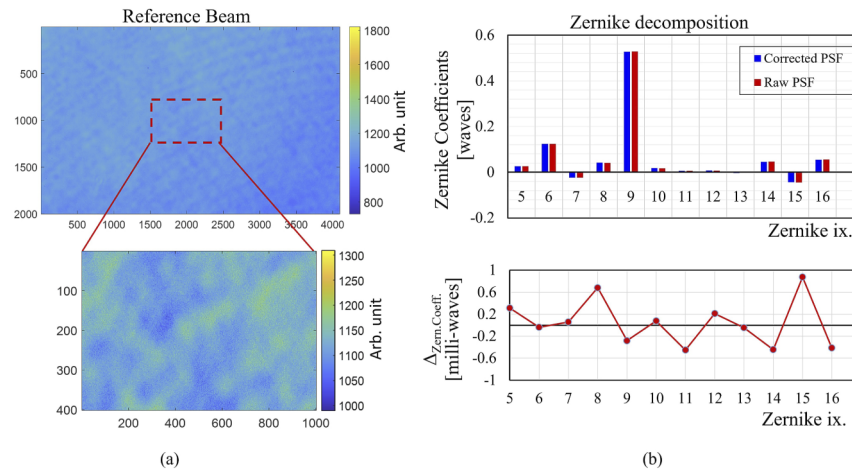 Reference Beam
500
1000
1500
2000
500 1000 1500 2000 2500 3000 3500 4000
1800
1600
1400
1200
1000
800
Arb. unit
100
200
300
400
200 400 600 800 1000
1300
1250
1200
1150
1100
1050
1000
Arb. unit
(a)
Zernike decomposition
Zernike Coefficients
[waves]
0.6
0.4
0.2
0
-0.2
Corrected PSF
Raw PSF
5 6 7 8 9 10 11 12 13 14 15 16
Zernike ix.
ΔZern.Coeff.
[milli-waves]
1
0.6
0.2
-0.2
-0.6
-1
5 6 7 8 9 10 11 12 13 14 15 16
Zernike ix.
(b)